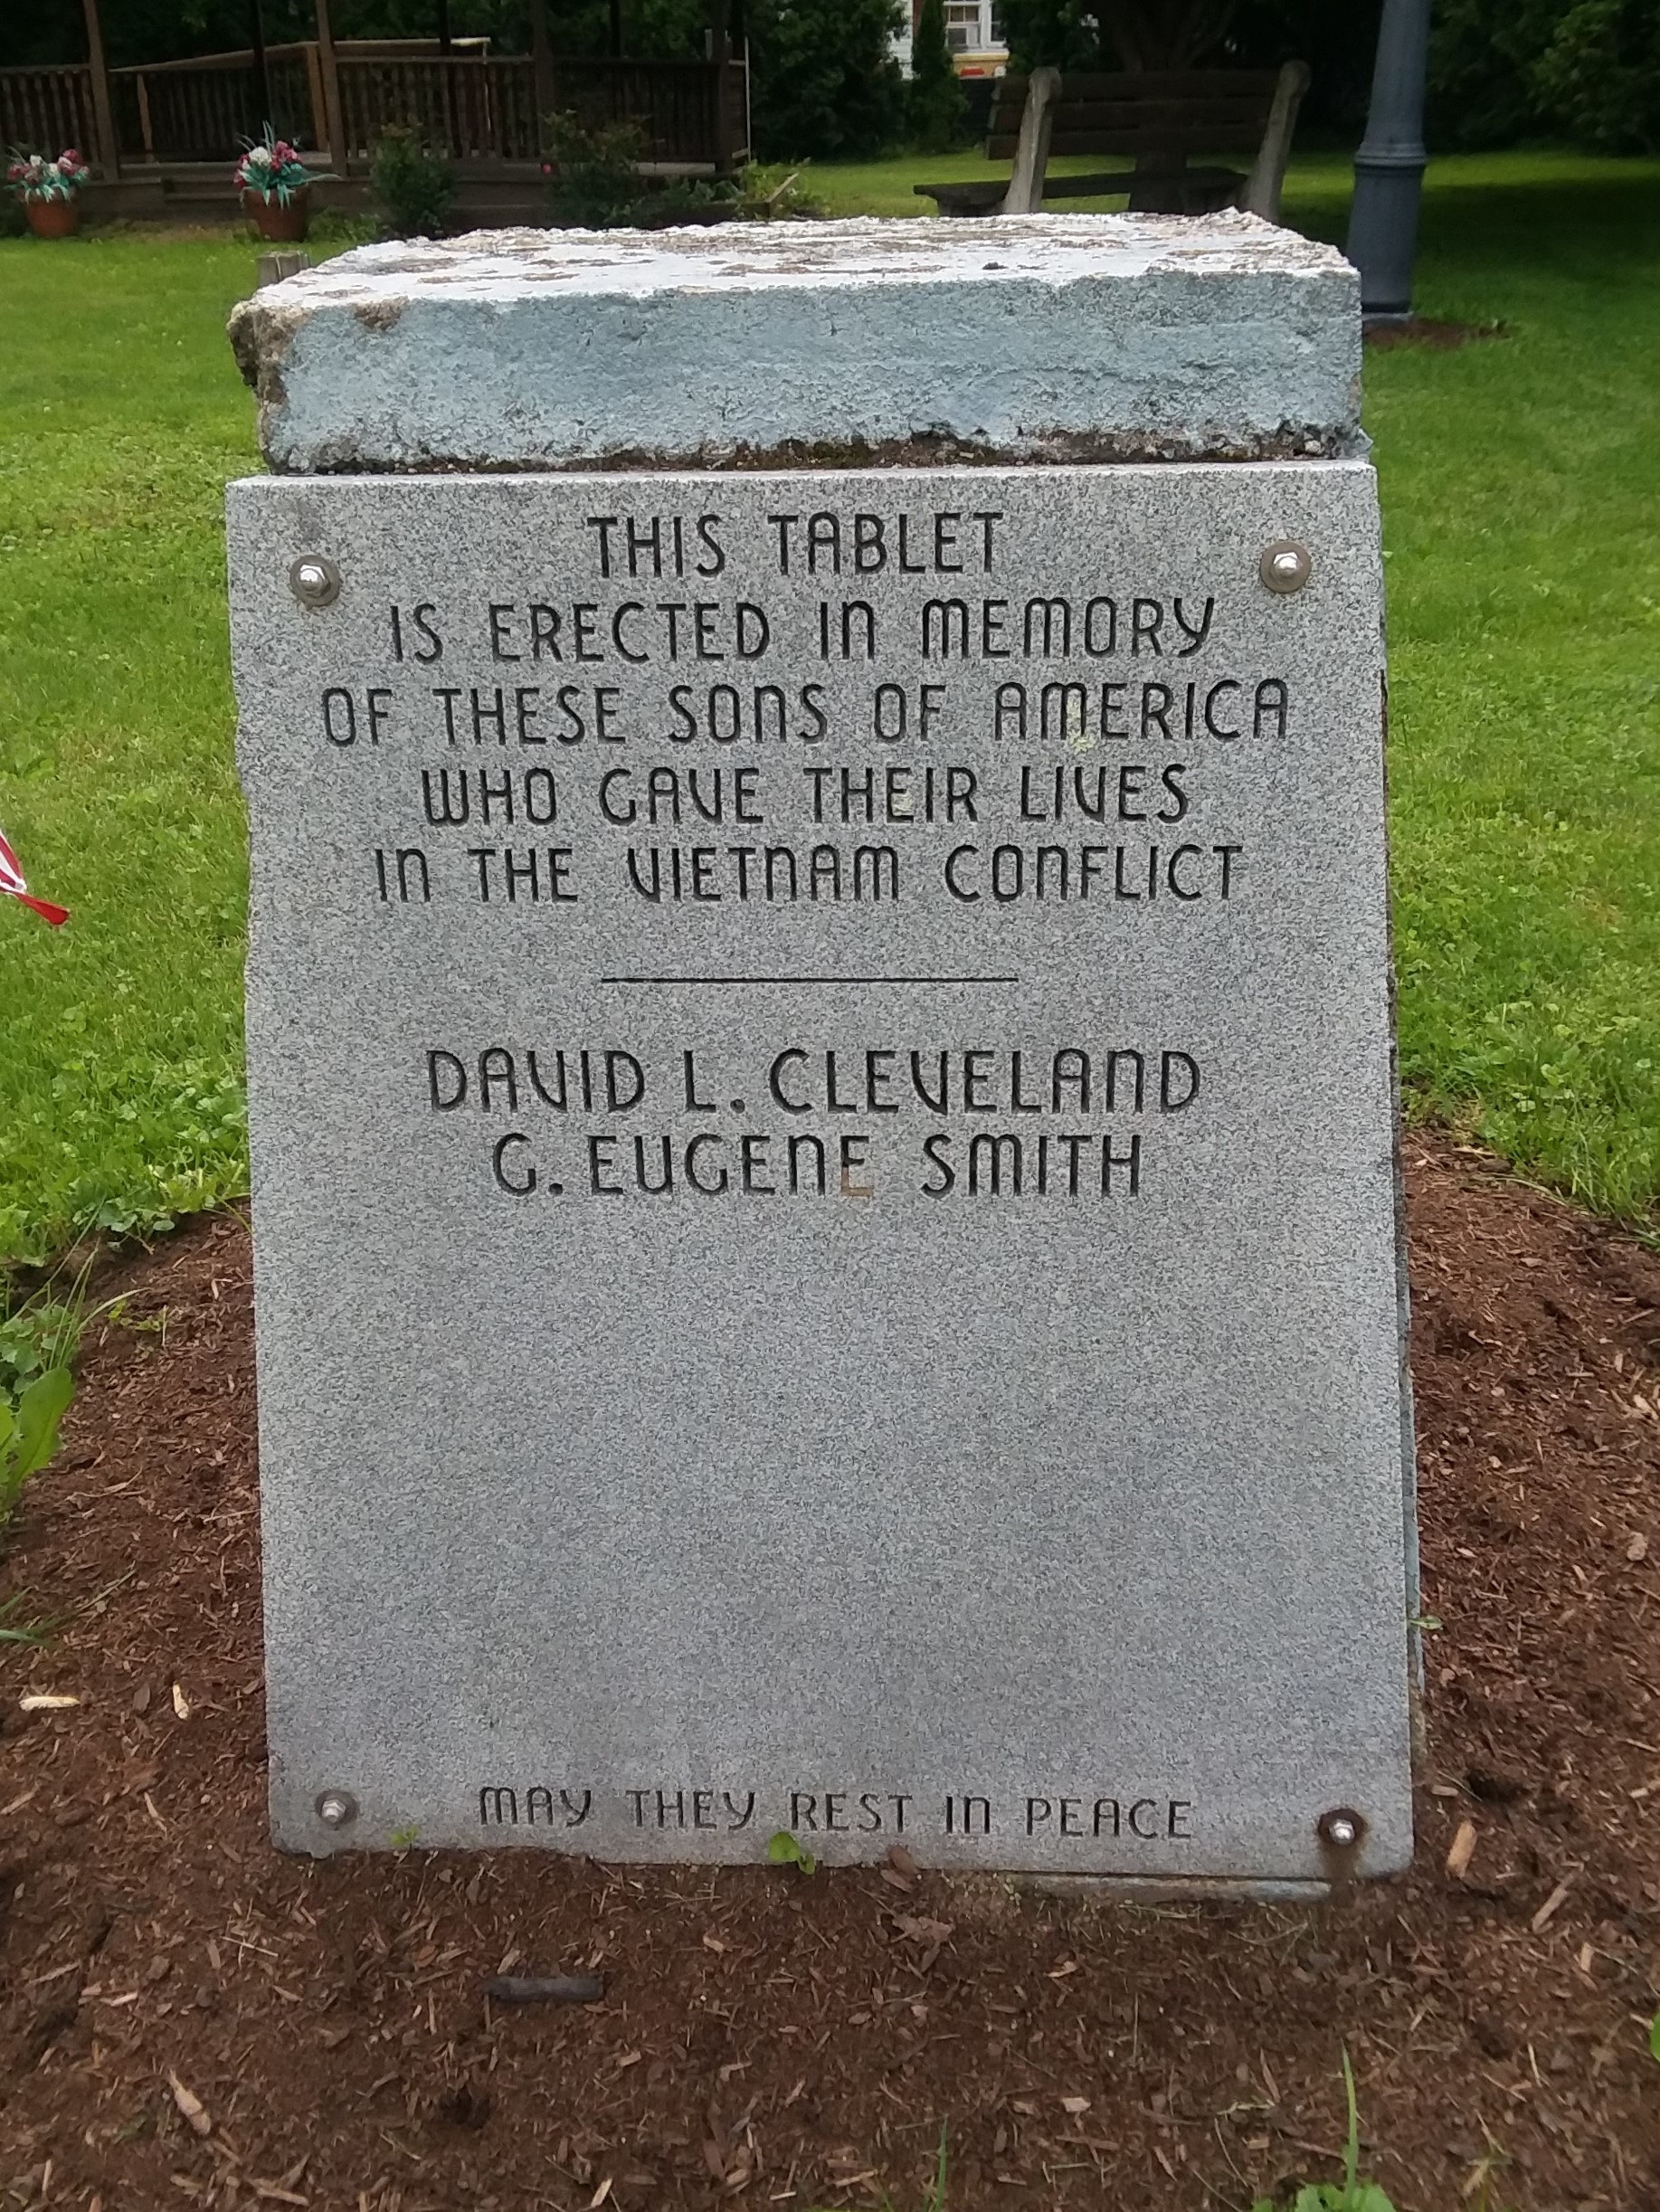 THIS TABLET
IS ERECTED IN MEMORY
OF THESE SONS OF AMERICA
WHO GAVE THEIR LIVES
IN THE VIETNAM CONFLICT
DAVID L. CLEVELAND
G. EUGENE SMITH
MAY THEY REST IN PEACE